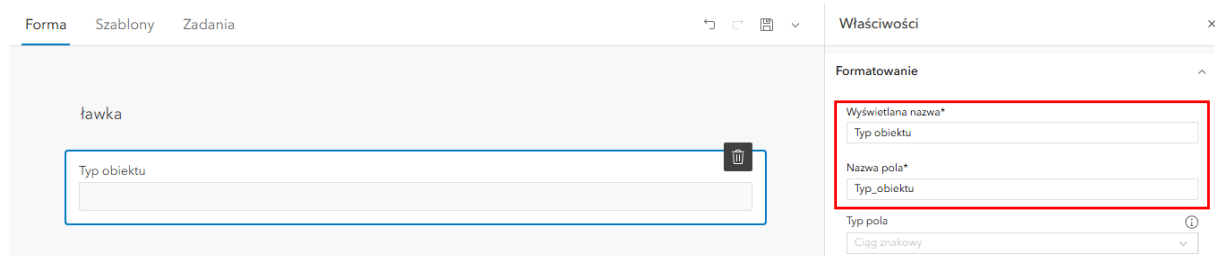 Forma Szablony Zadania
Właściwości
Formatowanie
ławka
Wyświetlana nazwa*
Typ obiektu
Typ obiektu
Nazwa pola*
Typ_obiektu
Typ pola
Ciąg znakowy